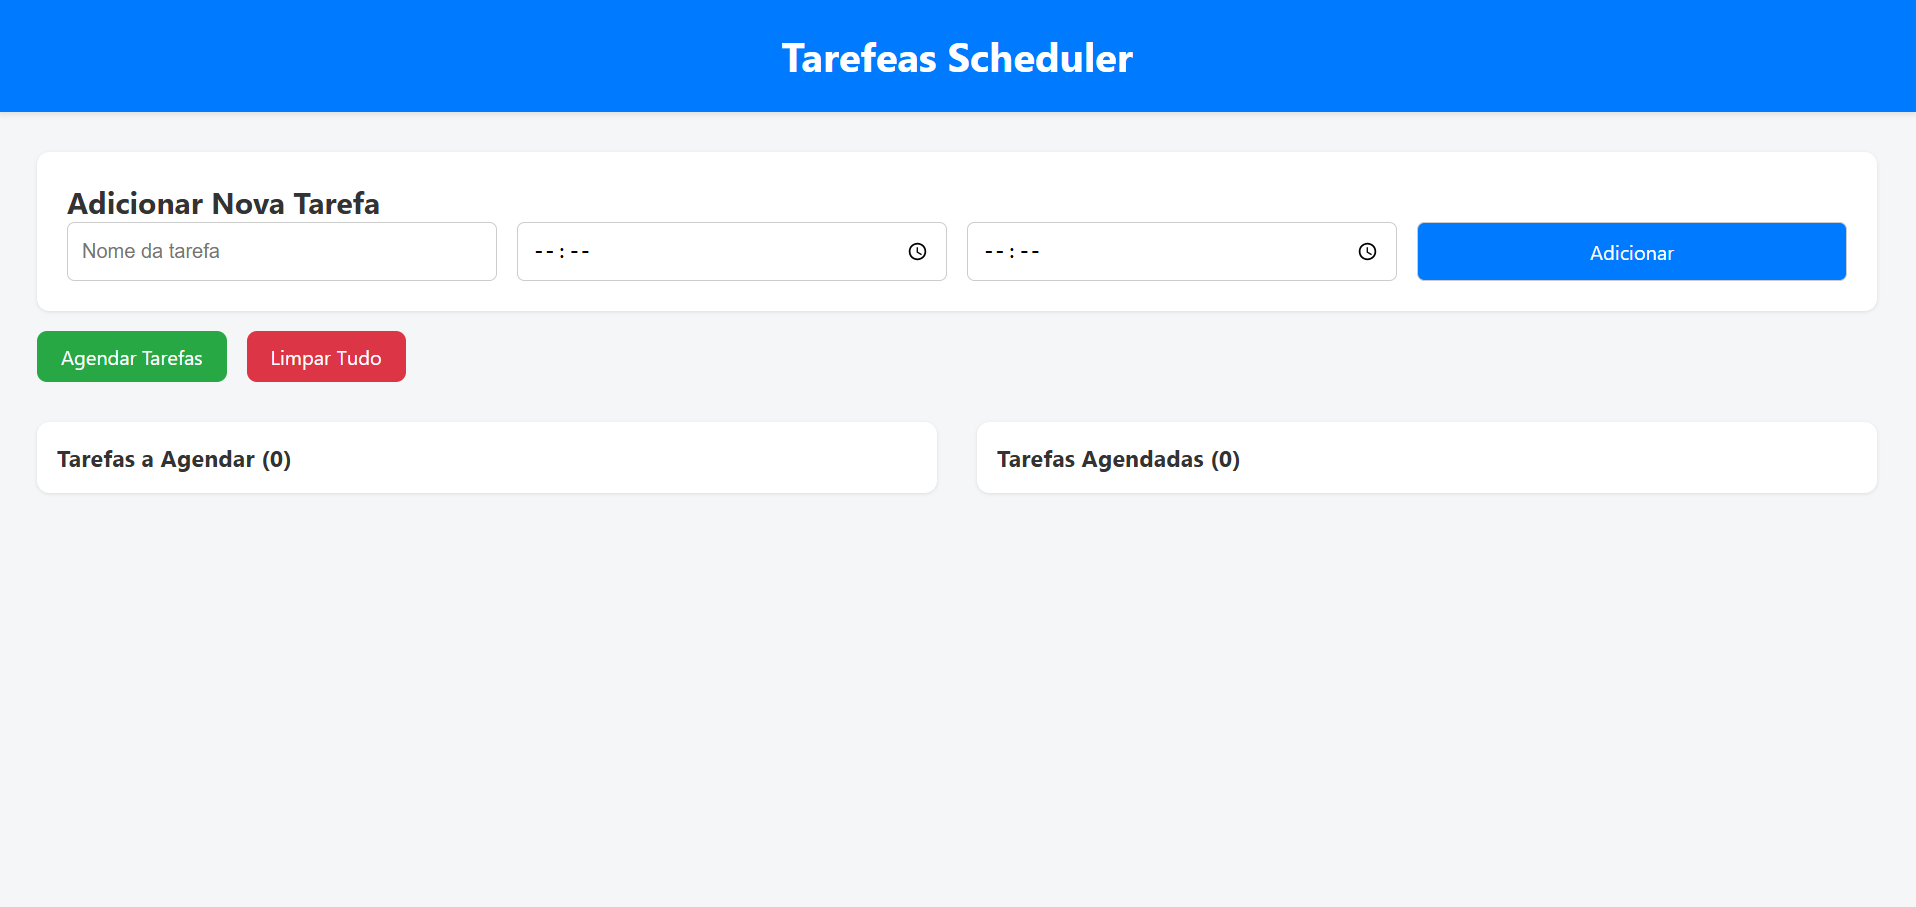 Tarefeas Scheduler
Adicionar Nova Tarefa
Nome da tarefa
--:--
--:--
Adicionar
Agendar Tarefas
Limpar Tudo
Tarefas a Agendar (0)
Tarefas Agendadas (0)